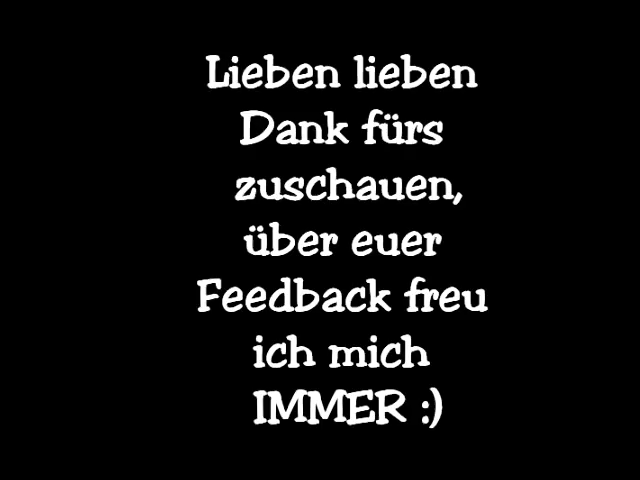 Lieben lieben
Dank fürs
zuschauen,
über euer
Feedback freu
ich mich
IMMER :)